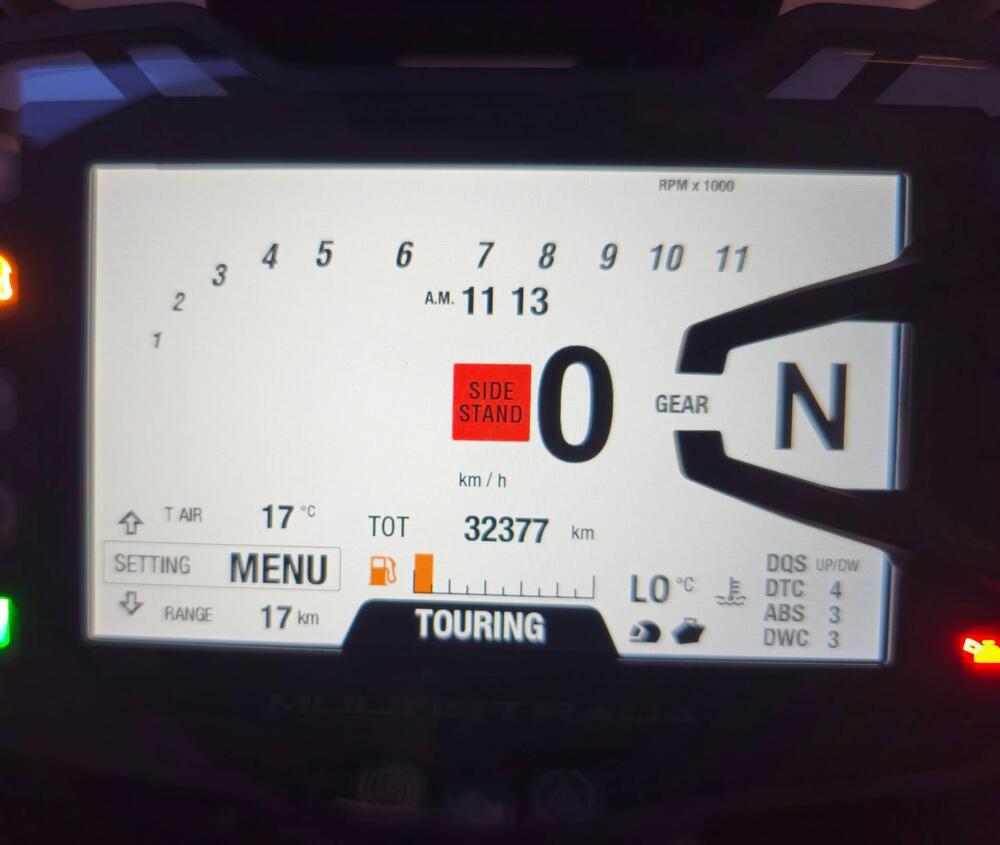 RPM x 1000
1 2 3 4 5 6 7 8 9 10 11
A.M. 11 13
SIDE
STAND
0
km / h
GEAR
N
T AIR 17 °C
SETTING MENU
RANGE 17 km
TOT 32377 km
TOURING
LO °C
DQS UP/DW
DTC 4
ABS 3
DWC 3
MULTISTRADA